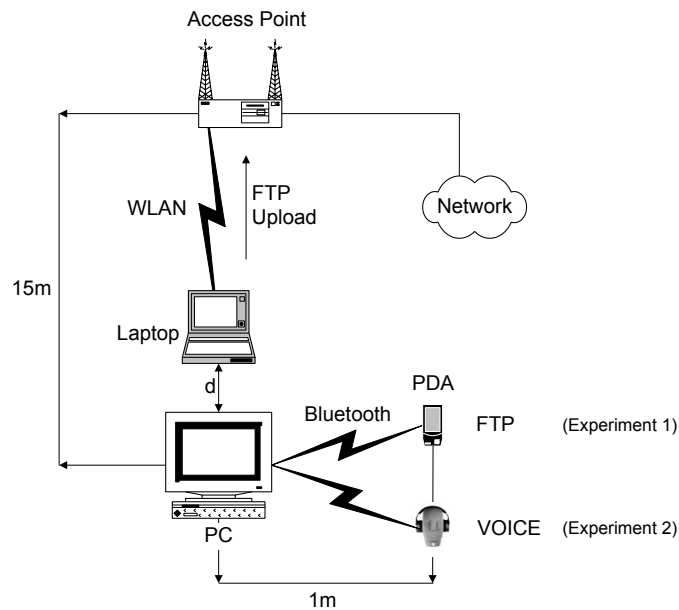 Access Point
WLAN
FTP
Upload
Network
15m
Laptop
d
PDA
Bluetooth
FTP
(Experiment 1)
VOICE
(Experiment 2)
PC
1m